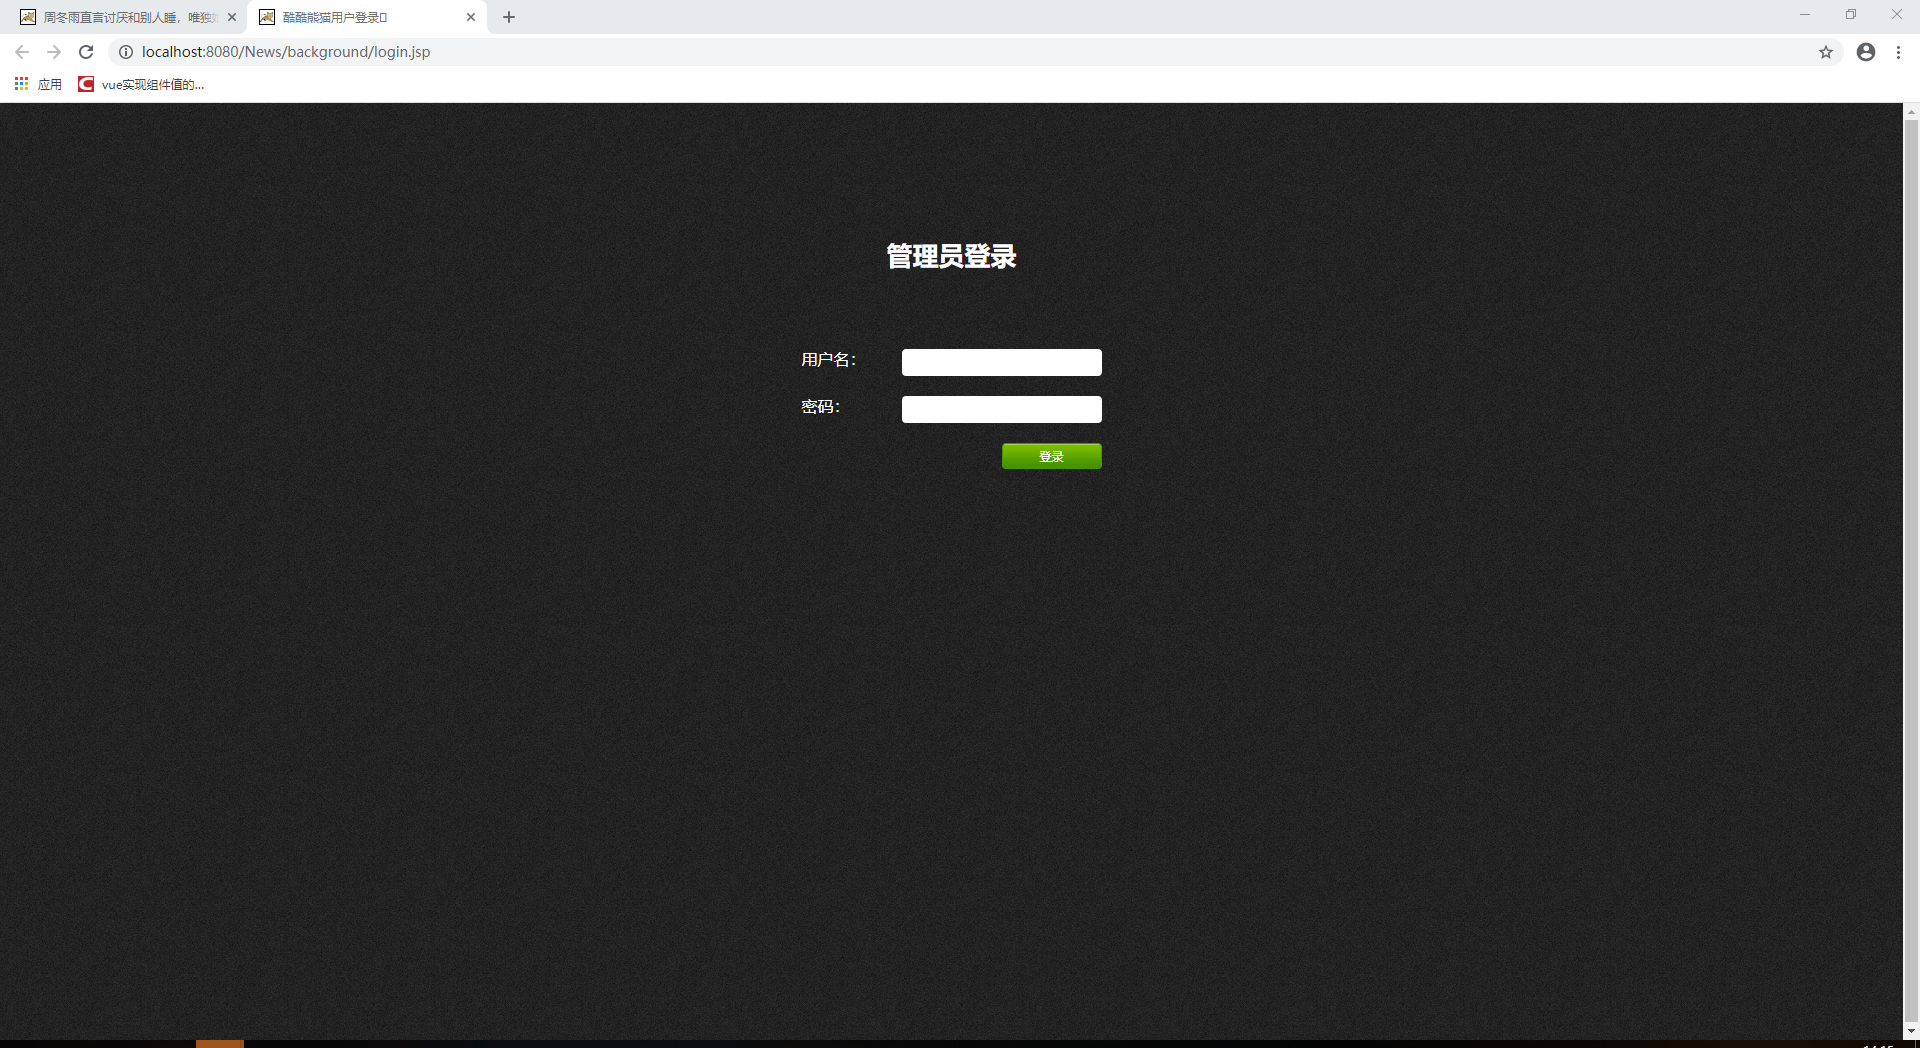 周冬雨直言讨厌和别人睡，唯独
酷酷能猫用户登录
localhost:8080/News/background/login.jsp
应用
vue实现组件值的...
管理员登录
用户名：
密码：
登录